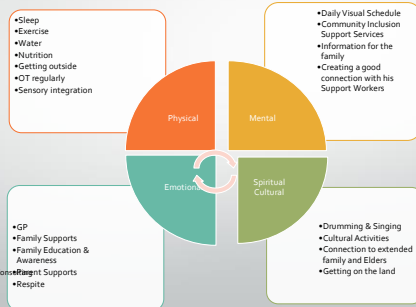 •Sleep
•Exercise
•Water
•Nutrition
•Getting outside
•OT regularly
•Sensory integration
•Daily Visual Schedule
•Community Inclusion
Support Services
•Information for the
family
•Creating a good
connection with his
Support Workers
Physical
Mental
Emotional
Spiritual
Cultural
•GP
•Family Supports
•Family Education &
Awareness
•Parent Supports
•Respite
•Drumming & Singing
•Cultural Activities
•Connection to extended
family and Elders
•Getting on the land